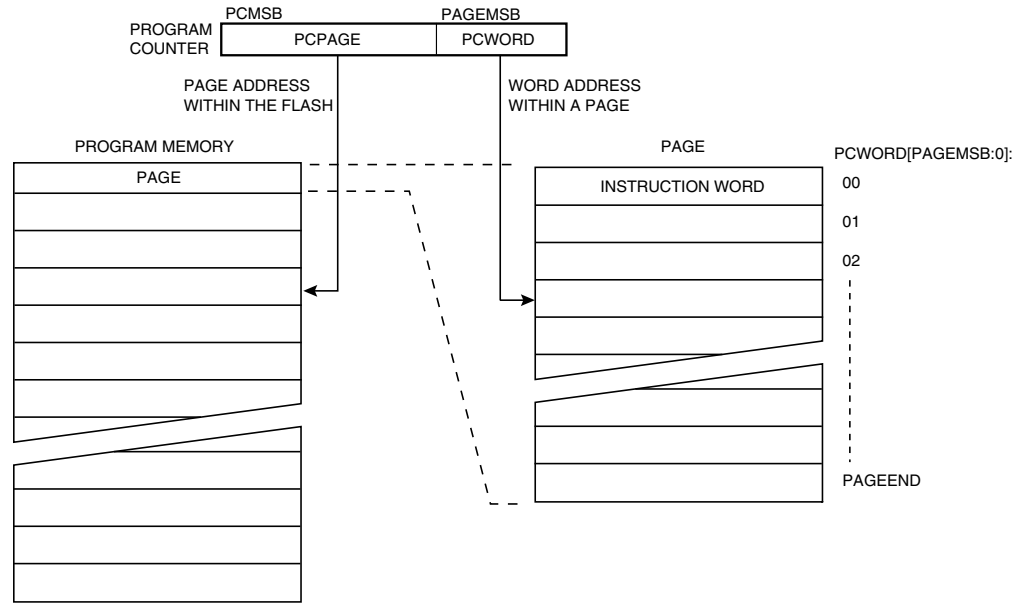 PCMSB PAGEMSB
PROGRAM
COUNTER
PCPAGE PCWORD
PAGE ADDRESS
WITHIN THE FLASH
WORD ADDRESS
WITHIN A PAGE
PROGRAM MEMORY
PAGE
PAGE
INSTRUCTION WORD
PCWORD[PAGEMSB:0]:
00
01
02
PAGEEND